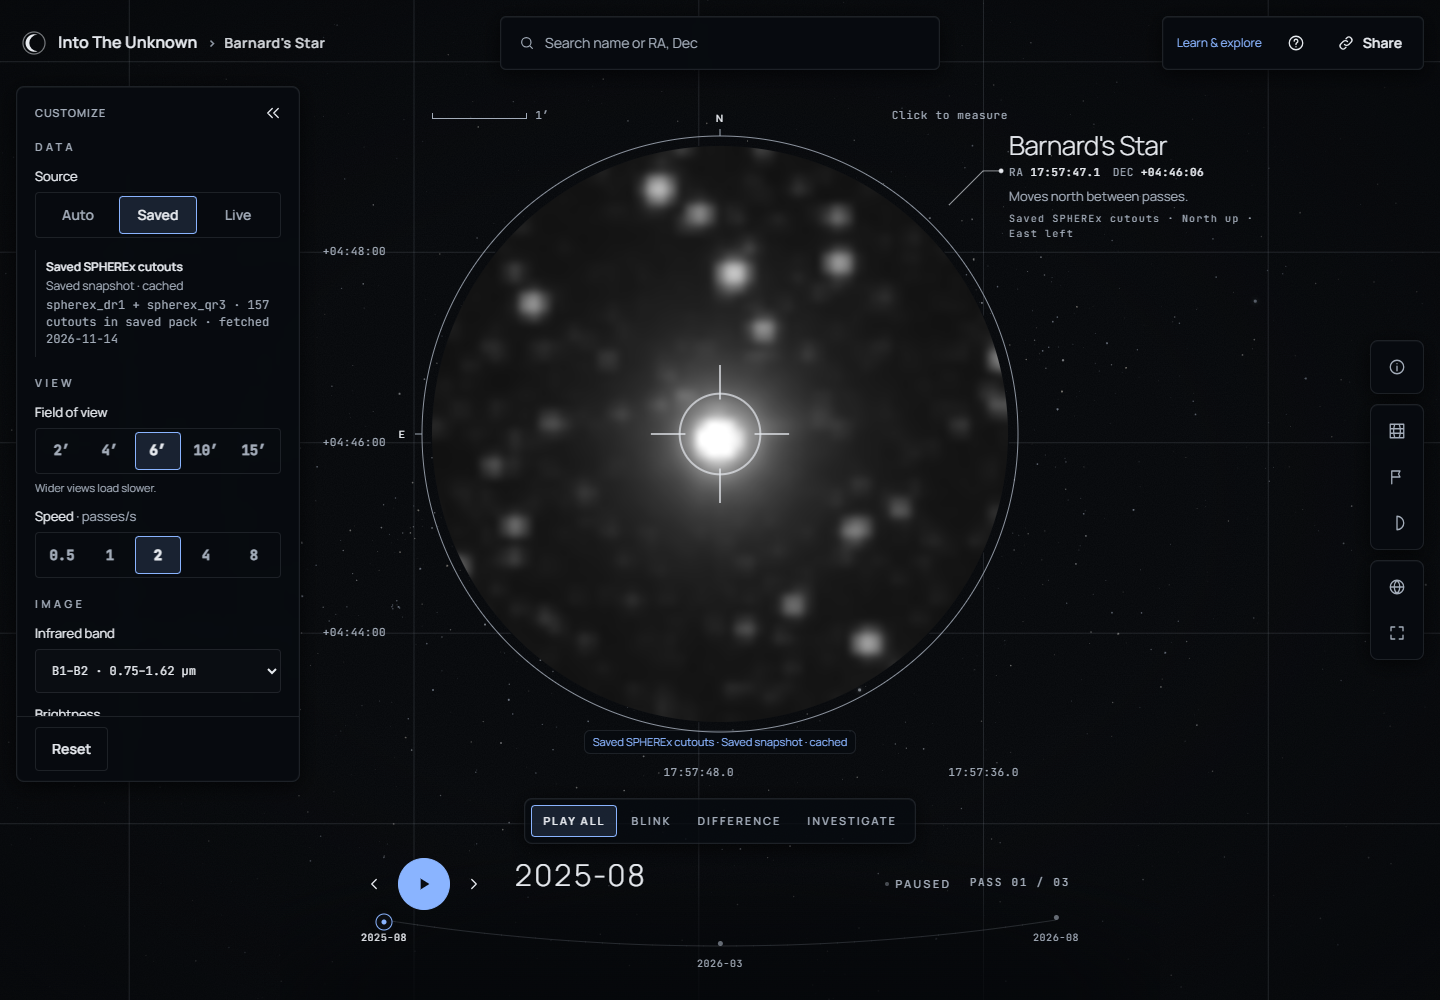 Into The Unknown › Barnard's Star
Search name or RA, Dec
Learn & explore
Share
CUSTOMIZE
DATA
Source
Auto Saved Live
Saved SPHEREx cutouts
Saved snapshot · cached
spherex_dr1 + spherex_qr3 · 157
cutouts in saved pack · fetched
2026-11-14
VIEW
Field of view
2′ 4′ 6′ 10′ 15′
Wider views load slower.
Speed · passes/s
0.5 1 2 4 8
IMAGE
Infrared band
B1–B2 · 0.75–1.62 µm
Brightness
Reset
1′
N
Click to measure
Barnard's Star
RA 17:57:47.1 DEC +04:46:06
Moves north between passes.
Saved SPHEREx cutouts · North up ·
East left
+04:48:00
+04:46:00
E
+04:44:00
Saved SPHEREx cutouts · Saved snapshot · cached
17:57:48.0
17:57:36.0
PLAY ALL BLINK DIFFERENCE INVESTIGATE
2025-08
PAUSED
PASS 01 / 03
2025-08
2026-03
2026-08